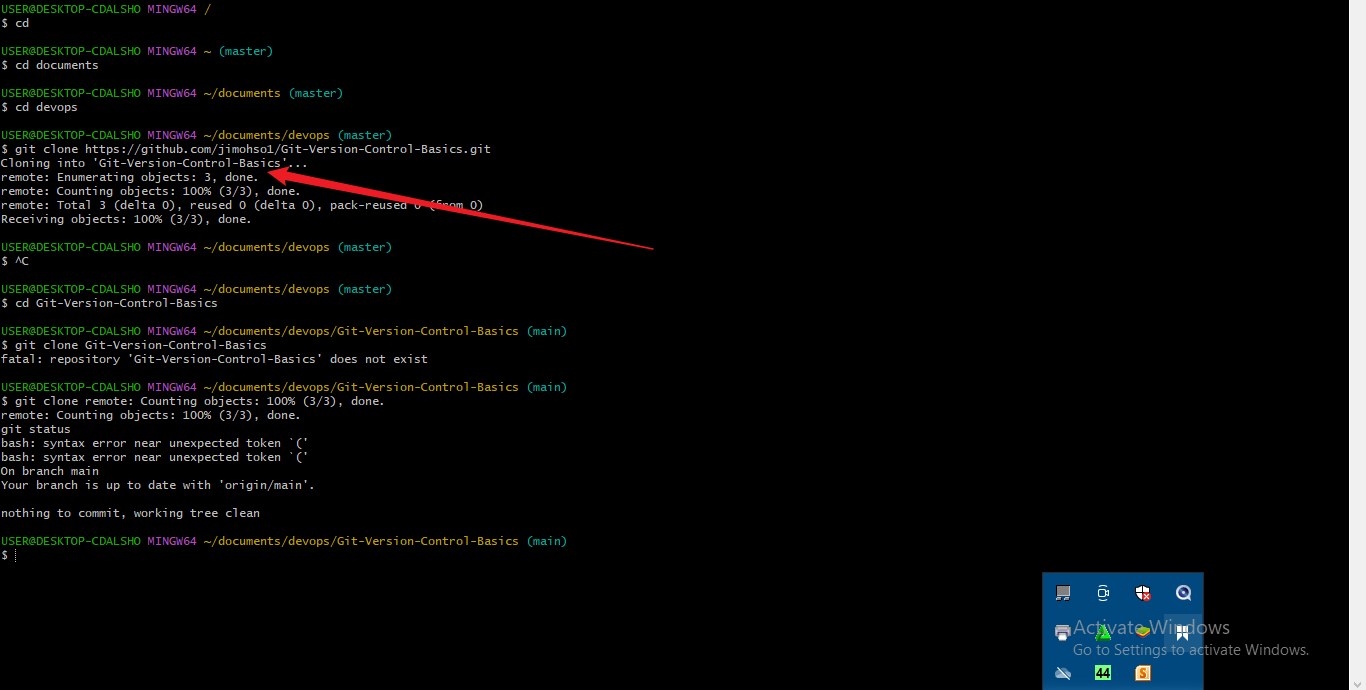 USER@DESKTOP-CDALSHO MINGW64 /
$ cd
USER@DESKTOP-CDALSHO MINGW64 ~ (master)
$ cd documents
USER@DESKTOP-CDALSHO MINGW64 ~/documents (master)
$ cd devops
USER@DESKTOP-CDALSHO MINGW64 ~/documents/devops (master)
$ git clone https://github.com/jimohso1/Git-Version-Control-Basics.git
Cloning into 'Git-Version-Control-Basics'...
remote: Enumerating objects: 3, done.
remote: Counting objects: 100% (3/3), done.
remote: Total 3 (delta 0), reused 0 (delta 0), pack-reused 0 (from 0)
Receiving objects: 100% (3/3), done.
USER@DESKTOP-CDALSHO MINGW64 ~/documents/devops (master)
$ ^C
USER@DESKTOP-CDALSHO MINGW64 ~/documents/devops (master)
$ cd Git-Version-Control-Basics
USER@DESKTOP-CDALSHO MINGW64 ~/documents/devops/Git-Version-Control-Basics (main)
$ git clone Git-Version-Control-Basics
fatal: repository 'Git-Version-Control-Basics' does not exist
USER@DESKTOP-CDALSHO MINGW64 ~/documents/devops/Git-Version-Control-Basics (main)
$ git clone remote: Counting objects: 100% (3/3), done.
remote: Counting objects: 100% (3/3), done.
git status
bash: syntax error near unexpected token `('
bash: syntax error near unexpected token `('
On branch main
Your branch is up to date with 'origin/main'.
nothing to commit, working tree clean
USER@DESKTOP-CDALSHO MINGW64 ~/documents/devops/Git-Version-Control-Basics (main)
$
Activate Windows
Go to Settings to activate Windows.
44
S